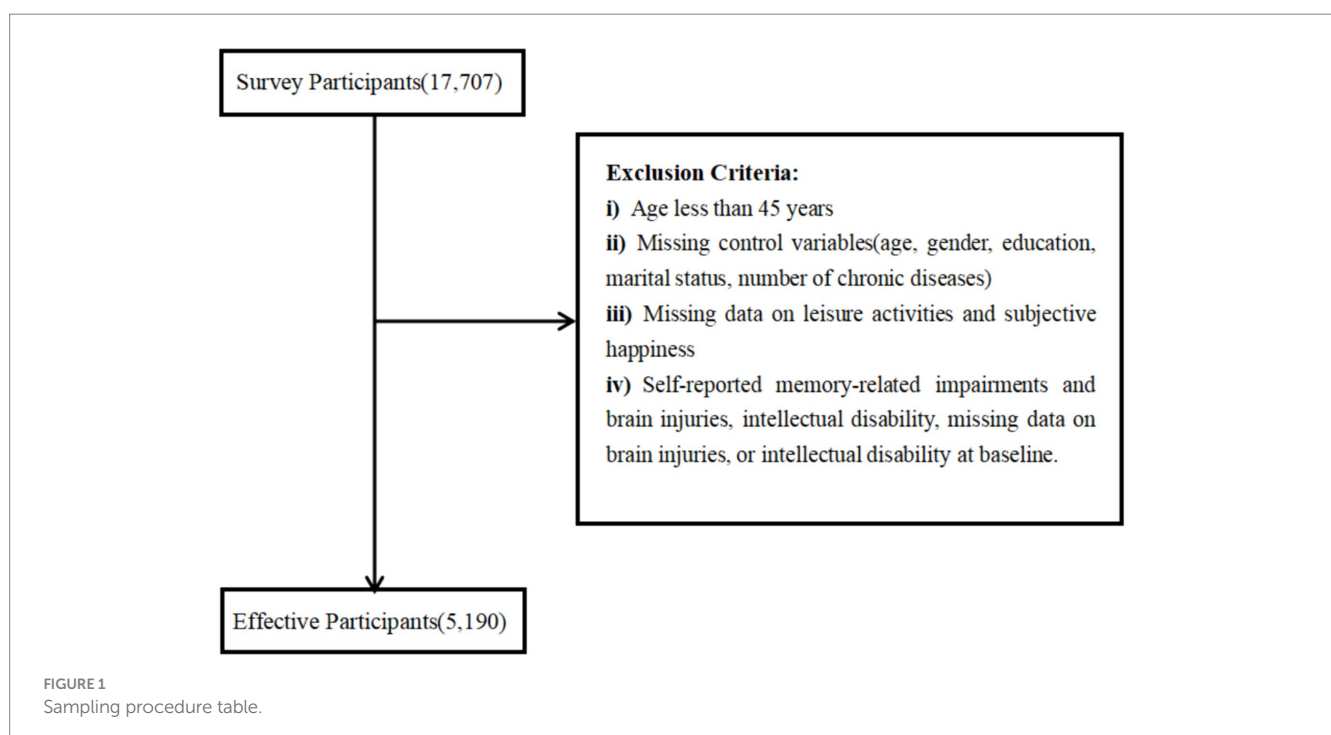 Survey Participants(17,707)
Exclusion Criteria:
i) Age less than 45 years
ii) Missing control variables(age, gender, education,
marital status, number of chronic diseases)
iii) Missing data on leisure activities and subjective
happiness
iv) Self-reported memory-related impairments and
brain injuries, intellectual disability, missing data on
brain injuries, or intellectual disability at baseline.
Effective Participants(5,190)
FIGURE 1
Sampling procedure table.